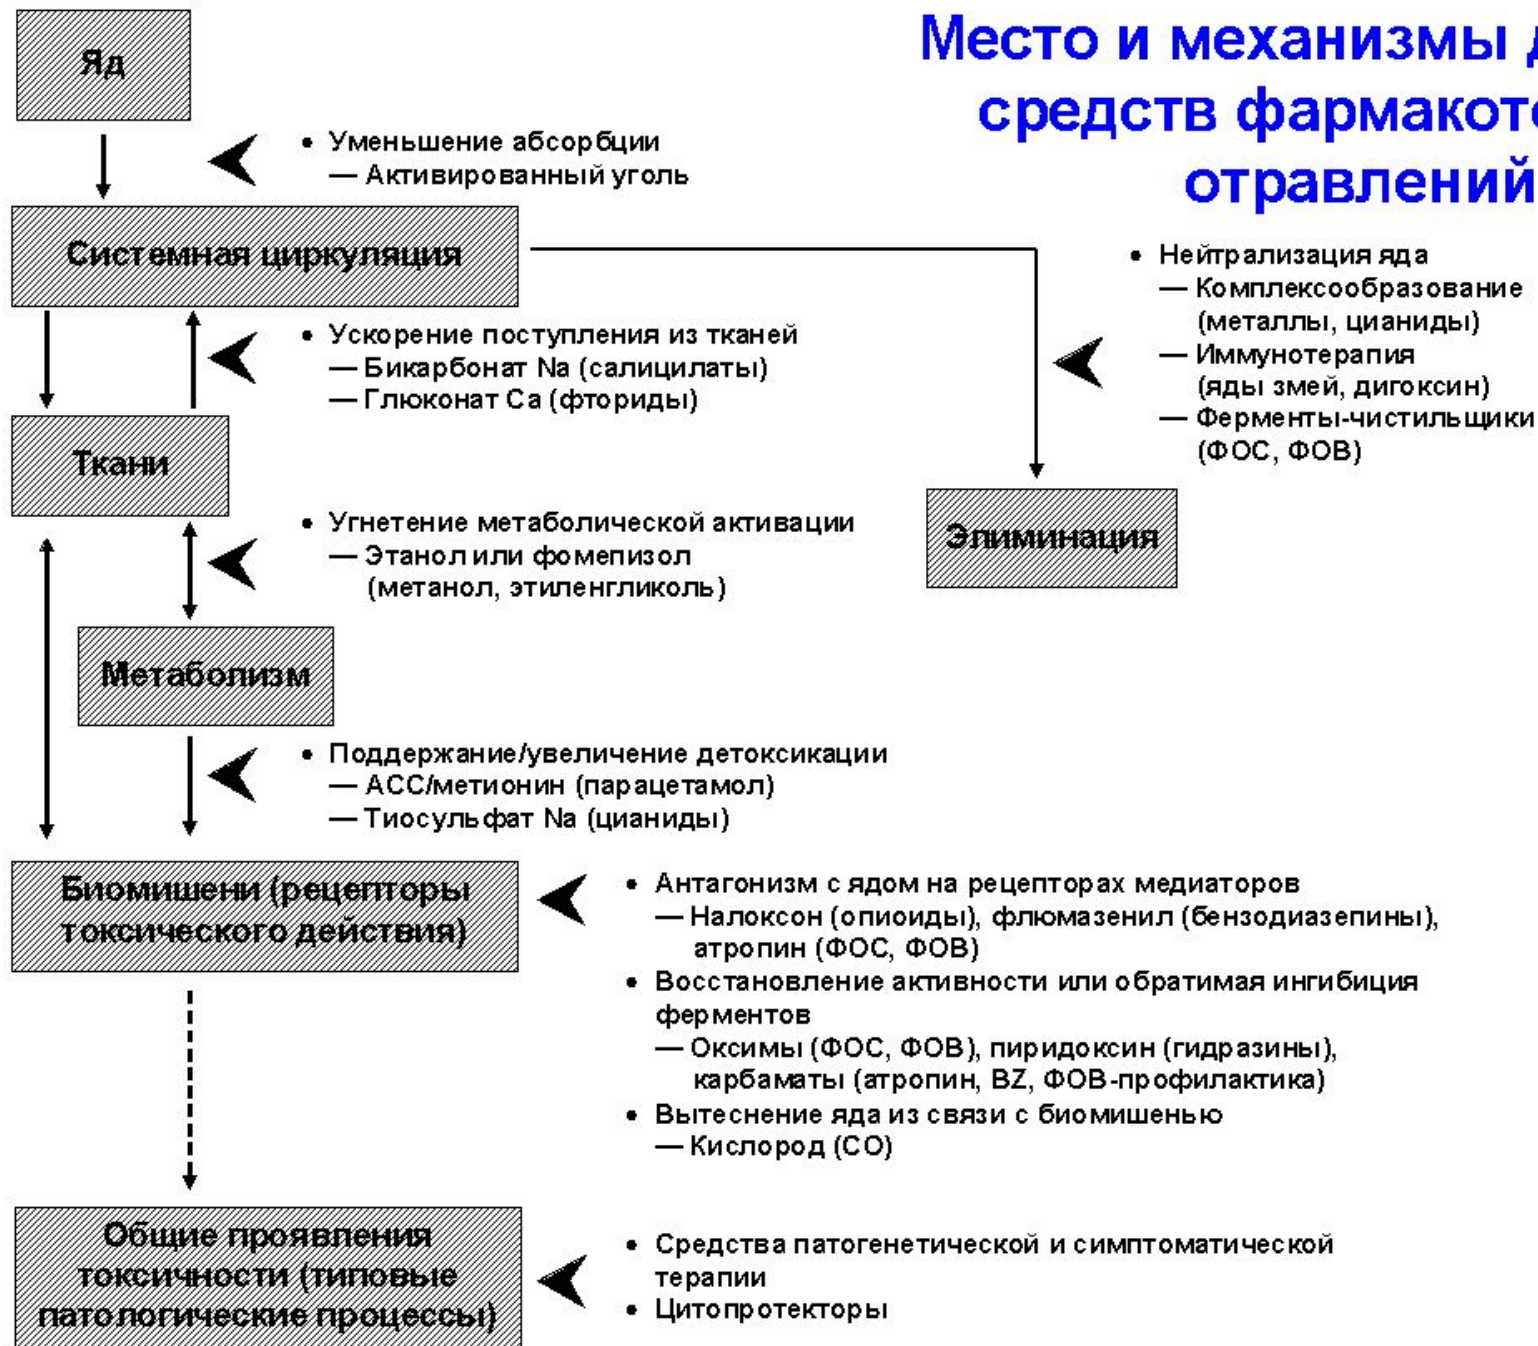 Место и механизмы
средств
отравлений
Яд
• Уменьшение абсорбции
— Активированный уголь
Системная циркуляция
• Нейтрализация яда
— Комплексообразование
(металлы, цианиды)
— Иммунотерапия
(яды змей, дигоксин)
— Ферменты-чистильщики
(ФОС, ФОВ)
• Ускорение поступления из тканей
— Бикарбонат Na (салицилаты)
— Глюконат Ca (фториды)
Ткани
• Угнетение метаболической активации
— Этанол или фомепизол
(метанол, этиленгликоль)
Элиминация
Метаболизм
• Поддержание/увеличение детоксикации
— АСС/метионин (парацетамол)
— Тиосульфат Na (цианиды)
Биомишени (рецепторы
токсического действия)
• Антагонизм с ядом на рецепторах медиаторов
— Налоксон (опиоиды), флюмазенил (бензодиазепины),
атропин (ФОС, ФОВ)
• Восстановление активности или обратимая ингибиция
ферментов
— Оксимы (ФОС, ФОВ), пиридоксин (гидразины),
карбаматы (атропин, BZ, ФОВ-профилактика)
• Вытеснение яда из связи с биомишенью
— Кислород (СО)
Общие проявления
токсичности (типовые
патологические процессы)
• Средства патогенетической и симптоматической
терапии
• Цитопротекторы